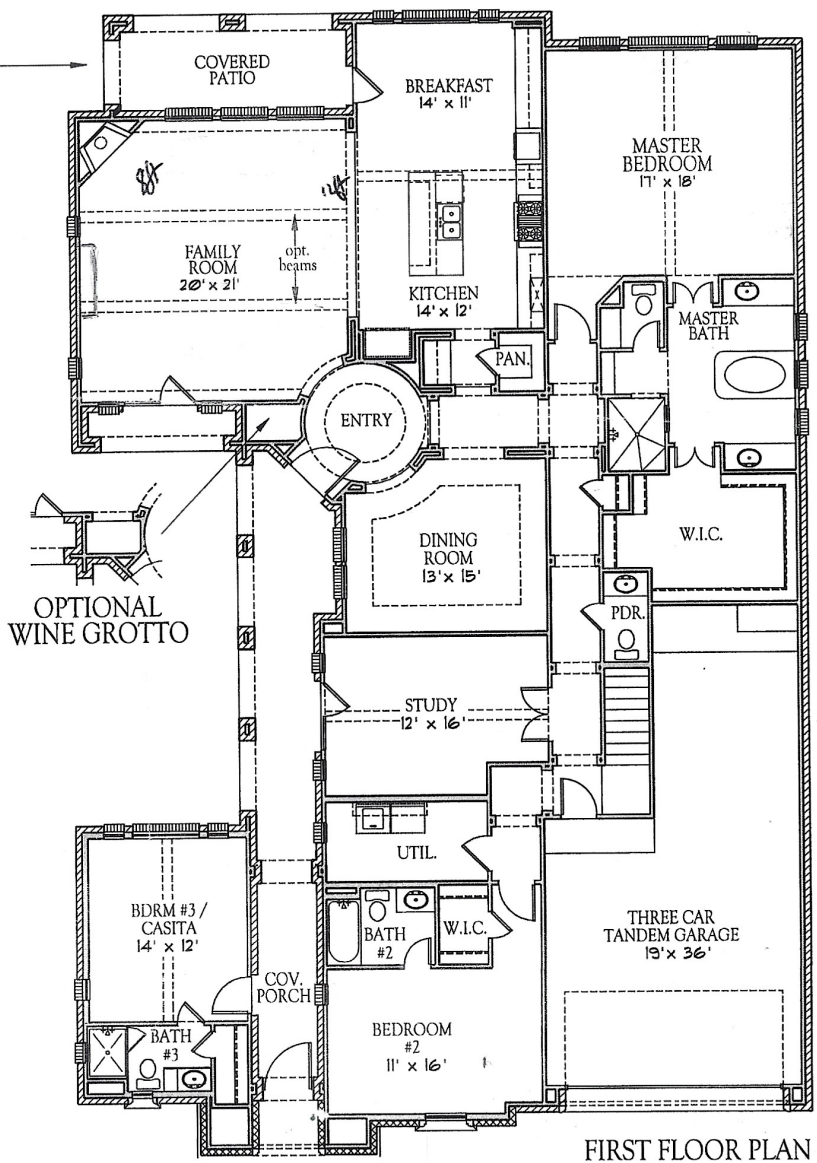 COVERED
PATIO
BREAKFAST
14' x 11'
MASTER
BEDROOM
17' x 18'
8ft
FAMILY
ROOM
20' x 21'
opt.
beams
KITCHEN
14' x 12'
MASTER
BATH
PAN.
ENTRY
DINING
ROOM
13' x 15'
W.I.C.
OPTIONAL
WINE GROTTO
PDR.
STUDY
12' x 16'
UTIL.
BDRM #3 /
CASITA
14' x 12'
BATH
#2
W.I.C.
THREE CAR
TANDEM GARAGE
19' x 36'
COV.
PORCH
BATH
#3
BEDROOM
#2
11' x 16'
FIRST FLOOR PLAN